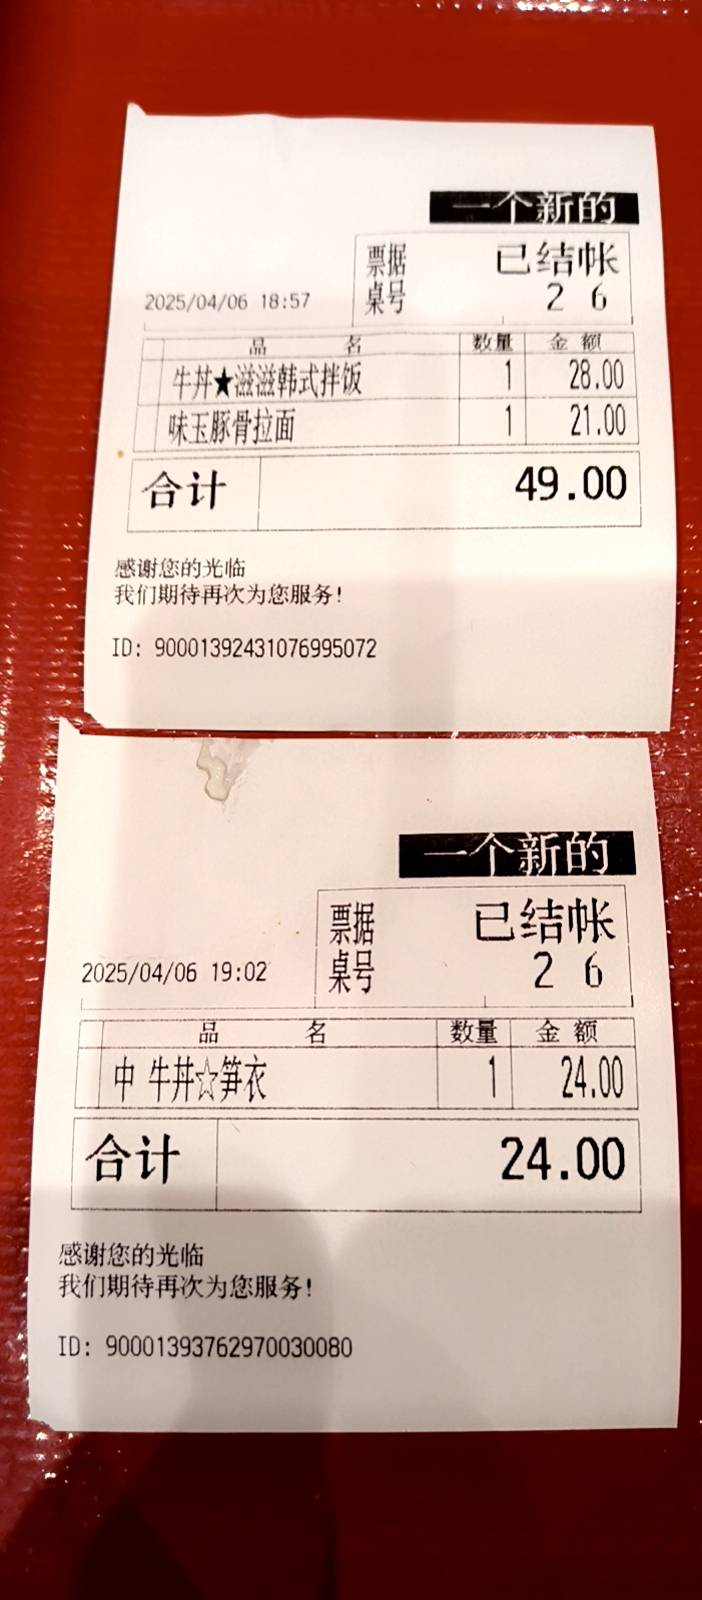 一个新的
票据 已结帐
2025/04/06 18:57 桌号 2 6
品 名 数量 金 额
牛丼★滋滋韩式拌饭 1 28.00
味玉豚骨拉面 1 21.00
合计 49.00
感谢您的光临
我们期待再次为您服务!
ID: 90001392431076995072
一个新的
票据 已结帐
2025/04/06 19:02 桌号 2 6
品 名 数量 金 额
中 牛丼☆笋衣 1 24.00
合计 24.00
感谢您的光临
我们期待再次为您服务!
ID: 90001393762970030080